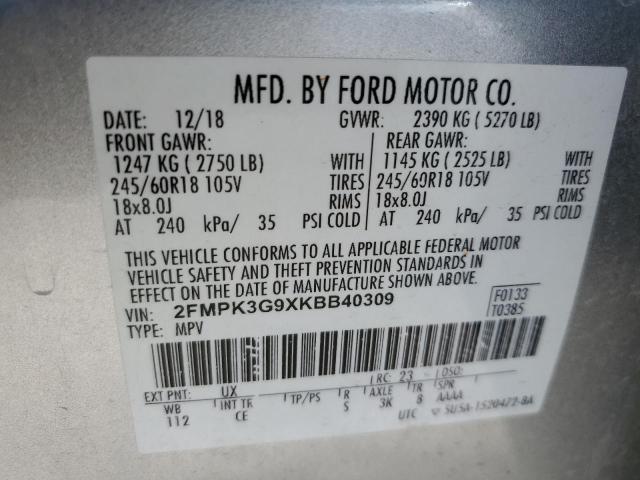 MFD. BY FORD MOTOR CO.
DATE: 12/18 GVWR: 2390 KG ( 5270 LB)
FRONT GAWR: REAR GAWR:
1247 KG ( 2750 LB) WITH 1145 KG ( 2525 LB) WITH
245/60R18 105V TIRES 245/60R18 105V TIRES
18x8.0J RIMS 18x8.0J RIMS
AT 240 kPa/ 35 PSI COLD AT 240 kPa/ 35 PSI COLD
THIS VEHICLE CONFORMS TO ALL APPLICABLE FEDERAL MOTOR
VEHICLE SAFETY AND THEFT PREVENTION STANDARDS IN
EFFECT ON THE DATE OF MANUFACTURE SHOWN ABOVE.
VIN: 2FMPK3G9XKBB40309 F0133
TYPE: MPV T0385
EXT PNT: UX RC: 23 DSO:
WB INT TR TP/PS R AXLE TR SPR
112 CE S 3K 8 AAAA
UTC 5U5A-1520472-BA